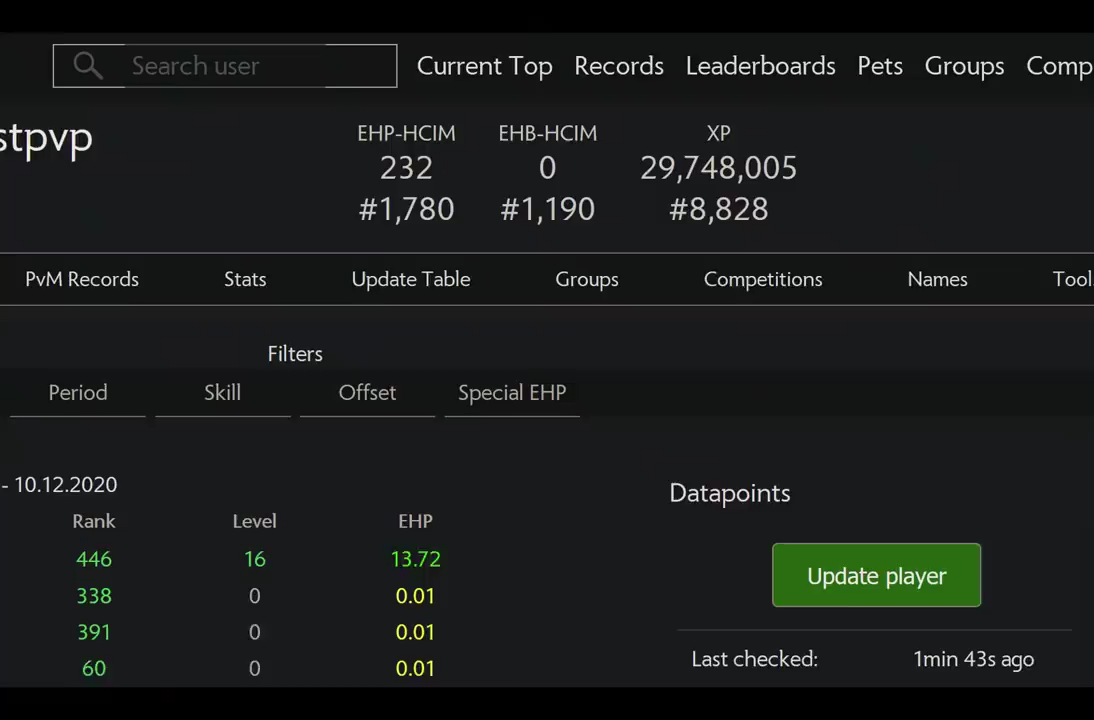 Search user Current Top Records Leaderboards Pets Groups Comp
stpvp
EHP-HCIM EHB-HCIM XP
232 0 29,748,005
#1,780 #1,190 #8,828
PvM Records Stats Update Table Groups Competitions Names Tool
Filters
Period Skill Offset Special EHP
- 10.12.2020
Datapoints
Rank Level EHP
446 16 13.72
Update player
338 0 0.01
391 0 0.01
Last checked: 1min 43s ago
60 0 0.01